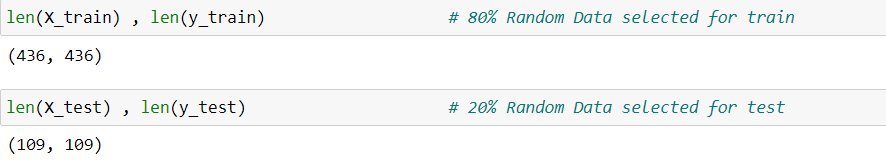 len(X_train) , len(y_train) # 80% Random Data selected for train
(436, 436)
len(X_test) , len(y_test) # 20% Random Data selected for test
(109, 109)